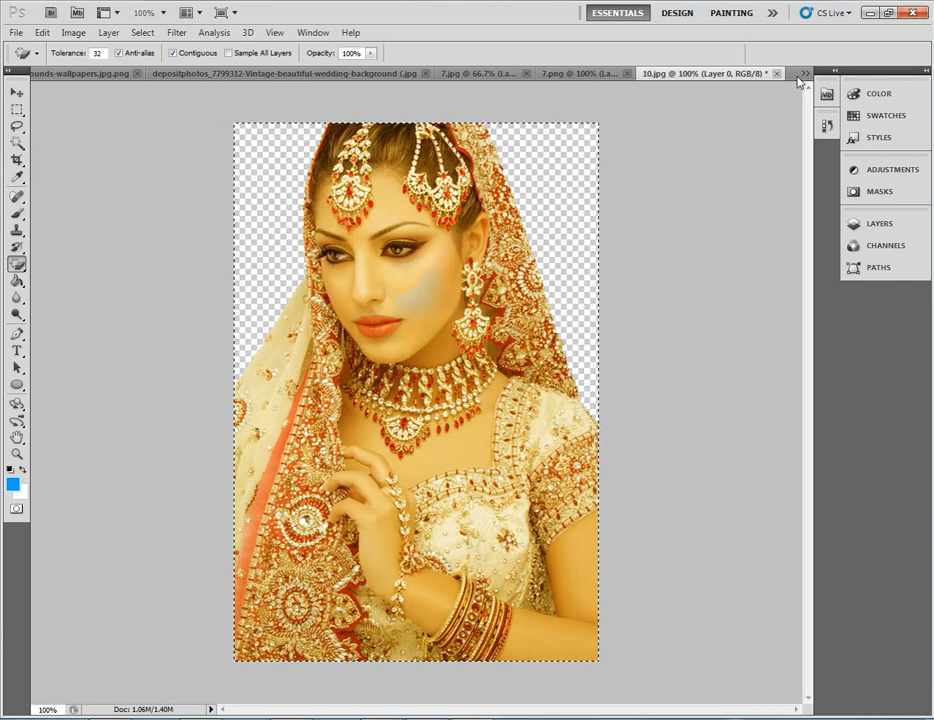 Ps Br Mb 100% ESSENTIALS DESIGN PAINTING CS Live
File Edit Image Layer Select Filter Analysis 3D View Window Help
Tolerance: 32 Anti-alias Contiguous Sample All Layers Opacity: 100%
ounds-wallpapers.jpg.png depositphotos_7799312-Vintage-beautiful-wedding-background (.jpg 7.jpg @ 66.7% (La... 7.png @ 100% (La... 10.jpg @ 100% (Layer 0, RGB/8) *
Mb COLOR
SWATCHES
STYLES
ADJUSTMENTS
MASKS
LAYERS
CHANNELS
PATHS
T
100% Doc: 1.06M/1.40M